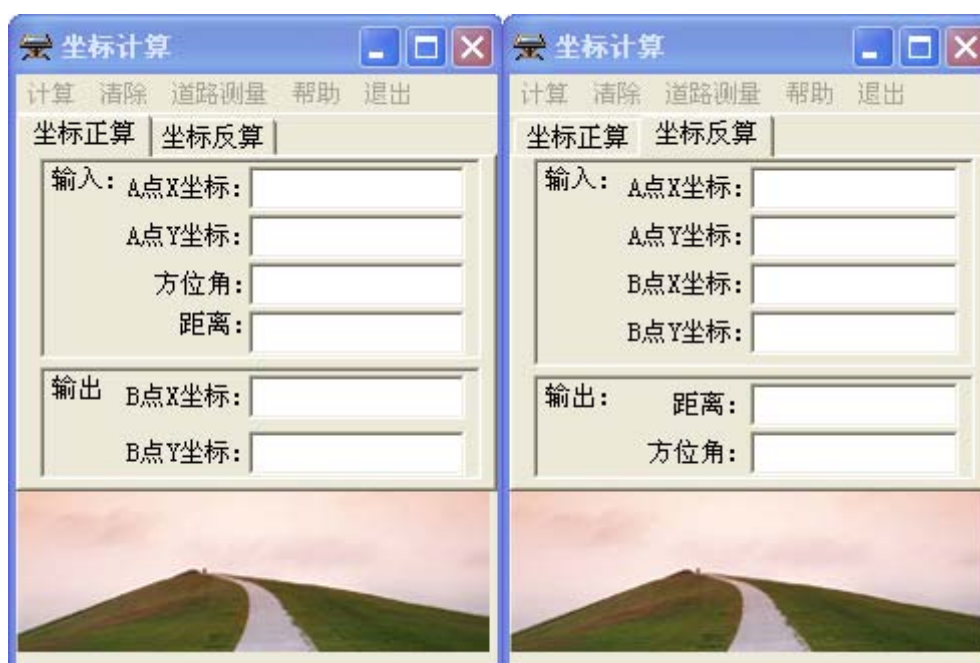 坐标计算
计算 清除 道路测量 帮助 退出
坐标正算 坐标反算
输入: A点X坐标:
A点Y坐标:
方位角:
距离:
输出 B点X坐标:
B点Y坐标:
坐标计算
计算 清除 道路测量 帮助 退出
坐标正算 坐标反算
输入: A点X坐标:
A点Y坐标:
B点X坐标:
B点Y坐标:
输出: 距离:
方位角: